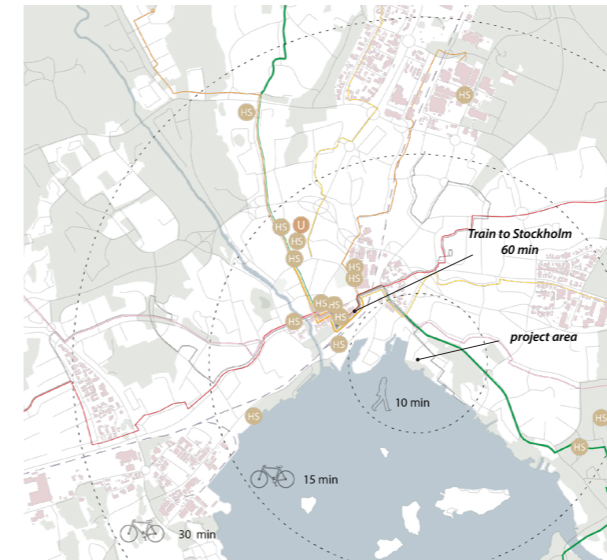 HS
HS
HS
U
HS
HS
Train to Stockholm
60 min
HS
HS
HS HS
HS
HS
HS
project area
10 min
HS
HS
HS
15 min
30 min